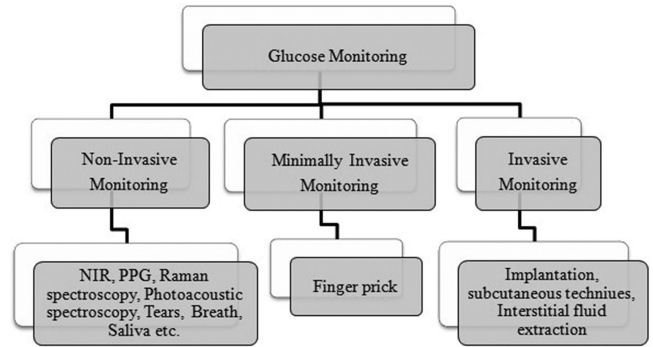 Glucose Monitoring
Non-Invasive
Monitoring
Minimally Invasive
Monitoring
Invasive
Monitoring
NIR, PPG, Raman
spectroscopy, Photoacoustic
spectroscopy, Tears, Breath,
Saliva etc.
Finger prick
Implantation,
subcutaneous techniues,
Interstitial fluid
extraction